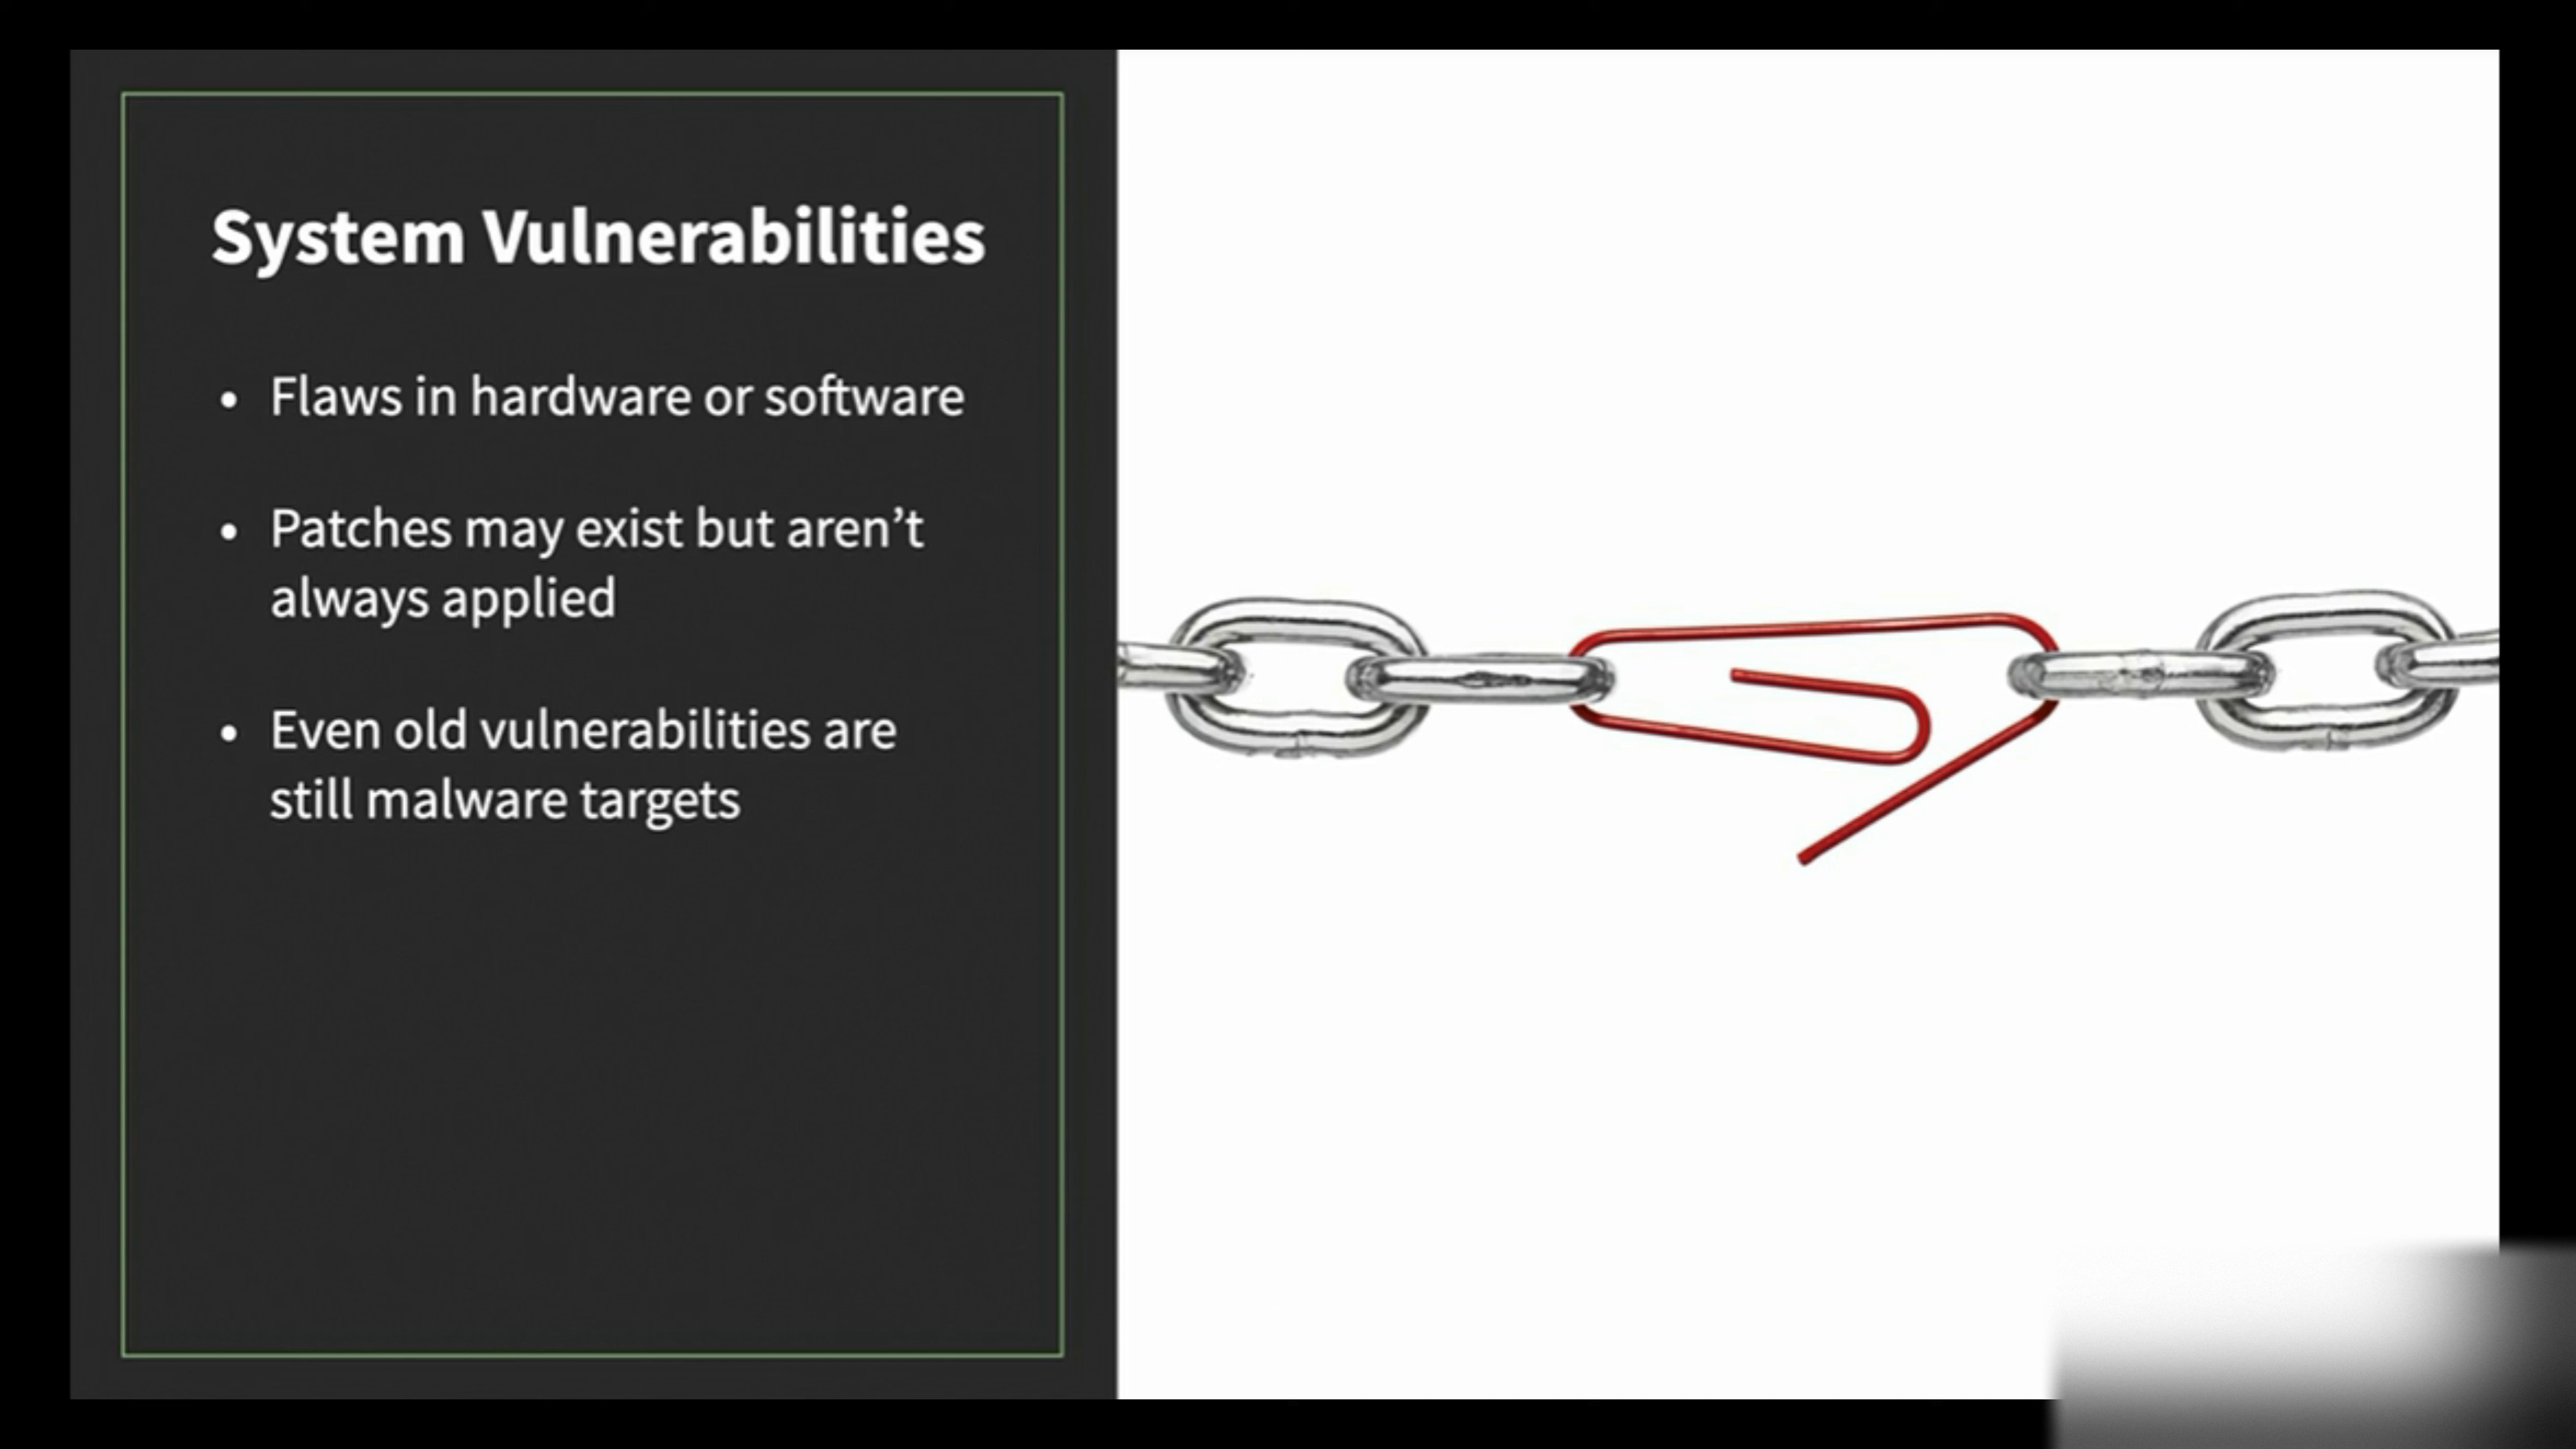 System Vulnerabilities
• Flaws in hardware or software
• Patches may exist but aren’t
always applied
• Even old vulnerabilities are
still malware targets